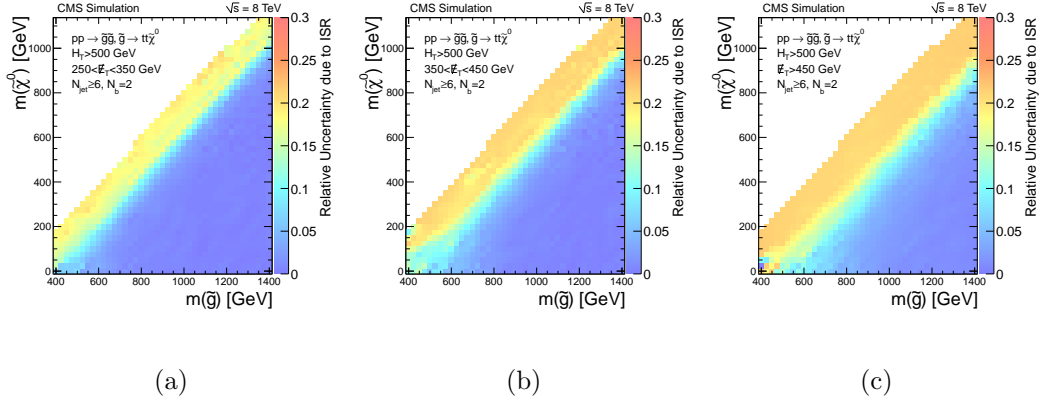 CMS Simulation √s = 8 TeV
pp → g̃g̃, g̃ → tt̃χ̃⁰
H_T>500 GeV
250<E̸_T<350 GeV
N_jet≥6, N_b=2
m(χ̃⁰) [GeV]
1000
800
600
400
200
0
400 600 800 1000 1200 1400
m(g̃) [GeV]
0.3
0.25
0.2
0.15
0.1
0.05
0
Relative Uncertainty due to ISR
(a)
CMS Simulation √s = 8 TeV
pp → g̃g̃, g̃ → tt̃χ̃⁰
H_T>500 GeV
350<E̸_T<450 GeV
N_jet≥6, N_b=2
m(χ̃⁰) [GeV]
1000
800
600
400
200
0
400 600 800 1000 1200 1400
m(g̃) [GeV]
0.3
0.25
0.2
0.15
0.1
0.05
0
Relative Uncertainty due to ISR
(b)
CMS Simulation √s = 8 TeV
pp → g̃g̃, g̃ → tt̃χ̃⁰
H_T>500 GeV
E̸_T>450 GeV
N_jet≥6, N_b=2
m(χ̃⁰) [GeV]
1000
800
600
400
200
0
400 600 800 1000 1200 1400
m(g̃) [GeV]
0.3
0.25
0.2
0.15
0.1
0.05
0
Relative Uncertainty due to ISR
(c)